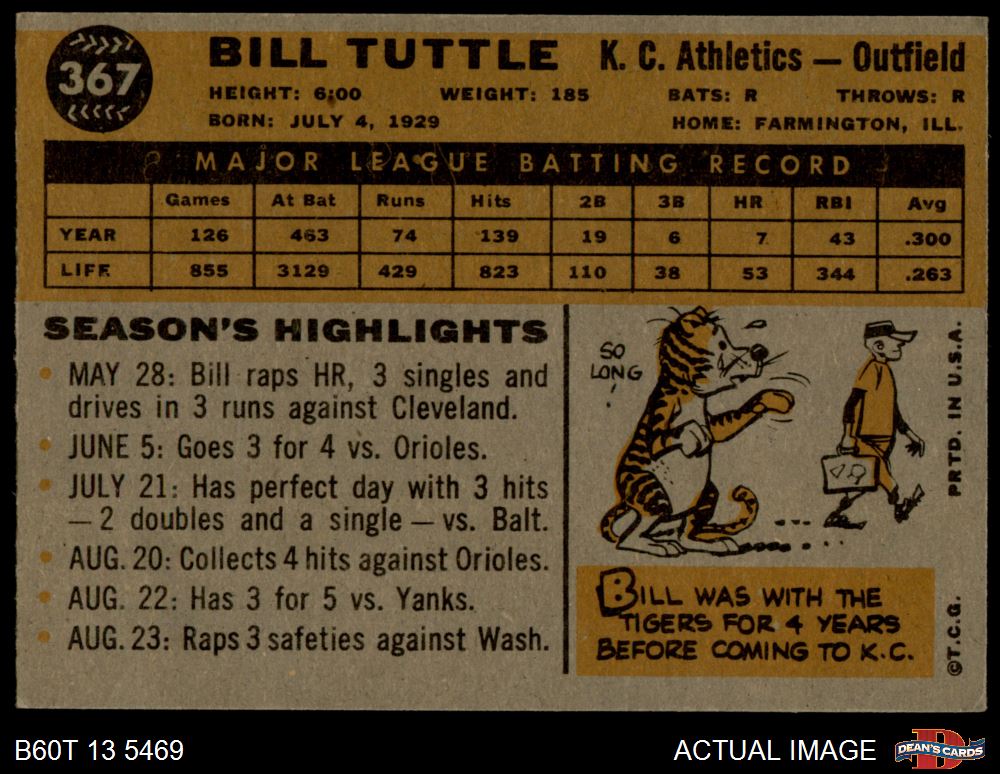 367
BILL TUTTLE K. C. Athletics — Outfield
HEIGHT: 6:00 WEIGHT: 185 BATS: R THROWS: R
BORN: JULY 4, 1929 HOME: FARMINGTON, ILL.
MAJOR LEAGUE BATTING RECORD
Games At Bat Runs Hits 2B 3B HR RBI Avg
YEAR 126 463 74 139 19 6 7 43 .300
LIFE 855 3129 429 823 110 38 53 344 .263
SEASON'S HIGHLIGHTS
MAY 28: Bill raps HR, 3 singles and
drives in 3 runs against Cleveland.
JUNE 5: Goes 3 for 4 vs. Orioles.
JULY 21: Has perfect day with 3 hits
— 2 doubles and a single — vs. Balt.
AUG. 20: Collects 4 hits against Orioles.
AUG. 22: Has 3 for 5 vs. Yanks.
AUG. 23: Raps 3 safeties against Wash.
SO
LONG
!
BILL WAS WITH THE
TIGERS FOR 4 YEARS
BEFORE COMING TO K.C.
©T.C.G. PRTD. IN U.S.A.
B60T 13 5469 ACTUAL IMAGE DEAN'S CARDS